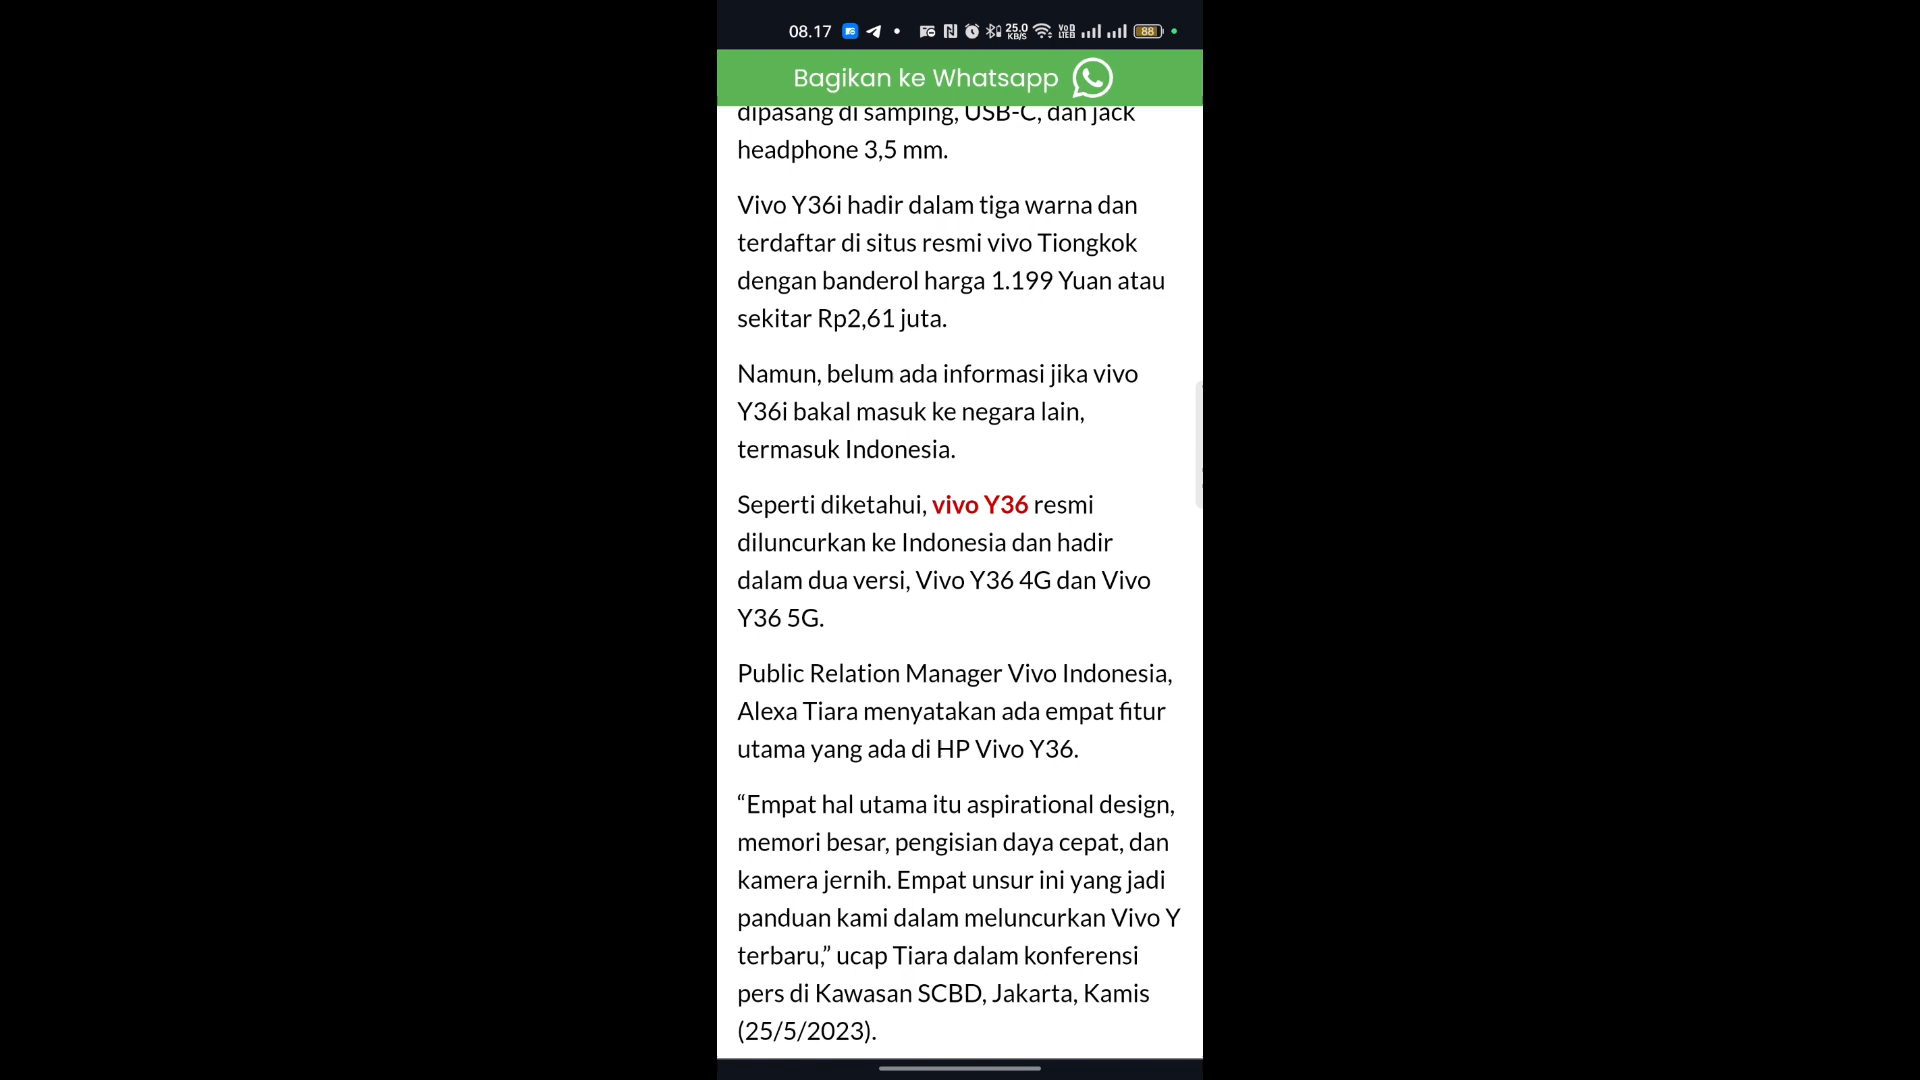 08.17 25.0 KB/S VoD LTE 88
Bagikan ke Whatsapp
dipasang di samping, USB-C, dan jack
headphone 3,5 mm.
Vivo Y36i hadir dalam tiga warna dan
terdaftar di situs resmi vivo Tiongkok
dengan banderol harga 1.199 Yuan atau
sekitar Rp2,61 juta.
Namun, belum ada informasi jika vivo
Y36i bakal masuk ke negara lain,
termasuk Indonesia.
Seperti diketahui, vivo Y36 resmi
diluncurkan ke Indonesia dan hadir
dalam dua versi, Vivo Y36 4G dan Vivo
Y36 5G.
Public Relation Manager Vivo Indonesia,
Alexa Tiara menyatakan ada empat fitur
utama yang ada di HP Vivo Y36.
“Empat hal utama itu aspirational design,
memori besar, pengisian daya cepat, dan
kamera jernih. Empat unsur ini yang jadi
panduan kami dalam meluncurkan Vivo Y
terbaru,” ucap Tiara dalam konferensi
pers di Kawasan SCBD, Jakarta, Kamis
(25/5/2023).